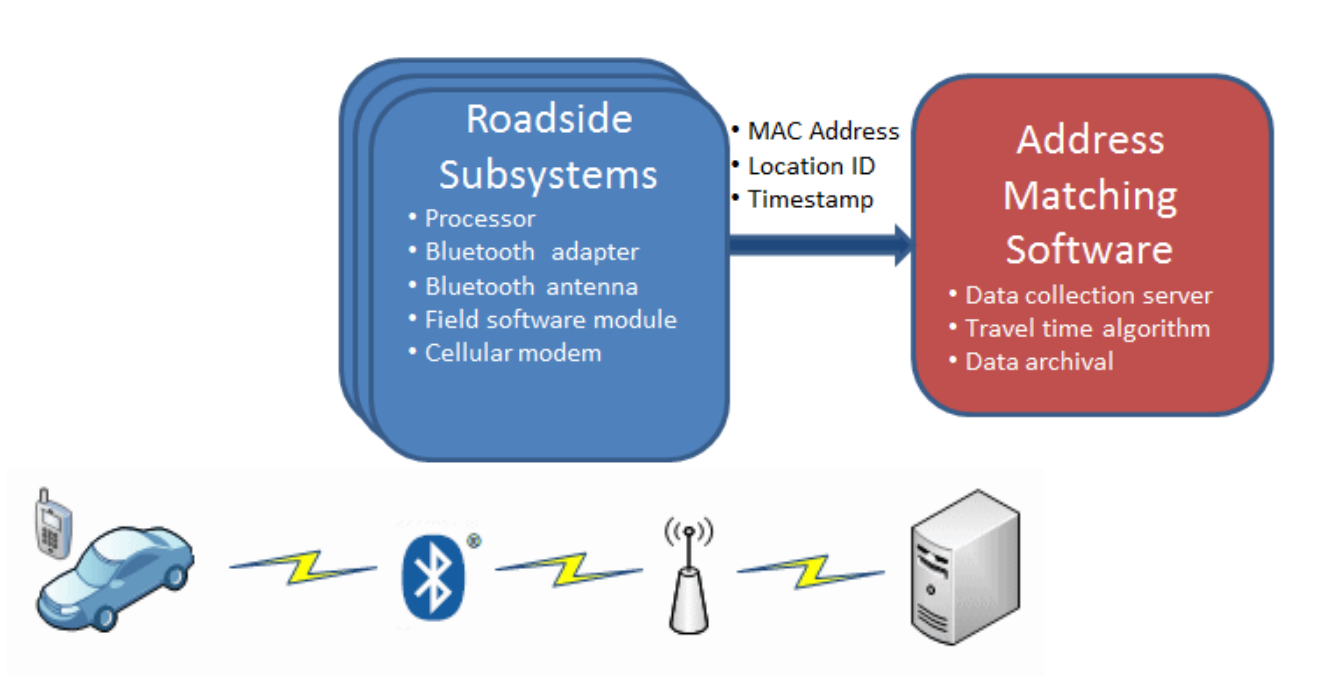 Roadside
Subsystems
• Processor
• Bluetooth adapter
• Bluetooth antenna
• Field software module
• Cellular modem
• MAC Address
• Location ID
• Timestamp
Address
Matching
Software
• Data collection server
• Travel time algorithm
• Data archival
®